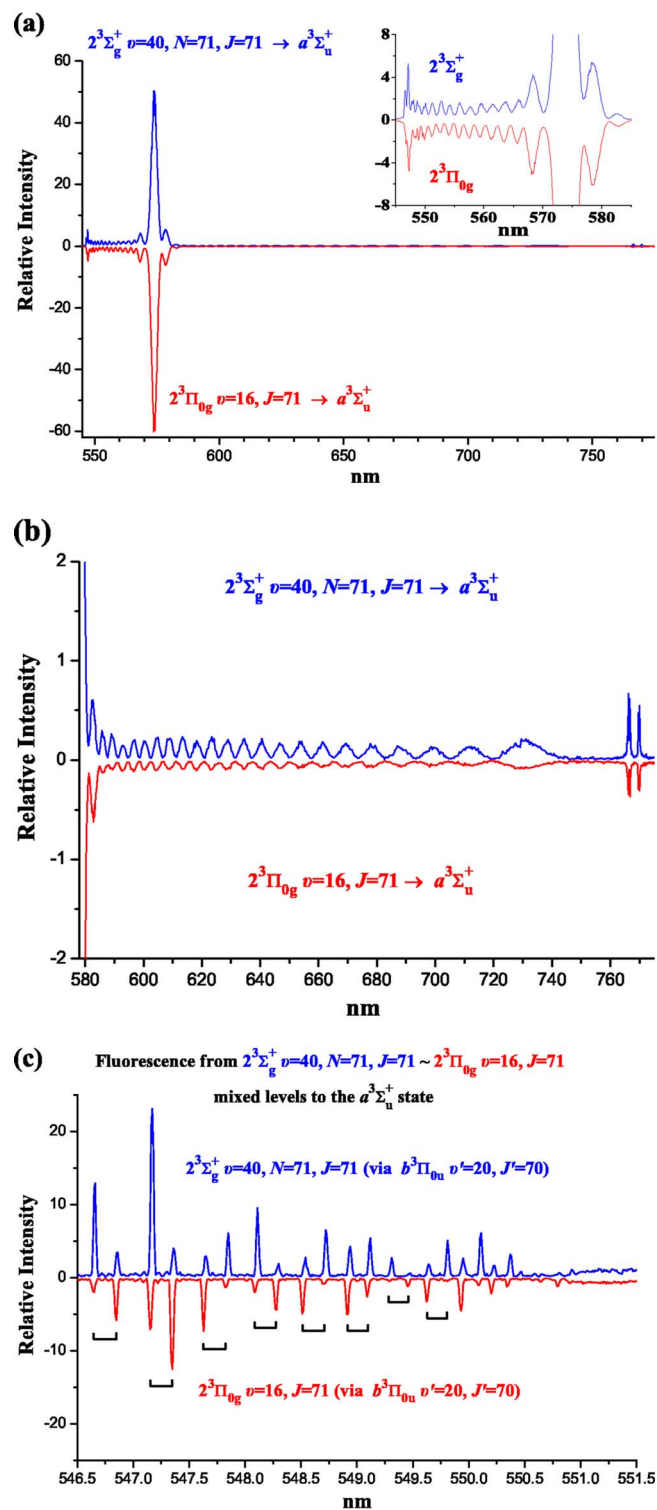 (a)
2³Σg⁺ υ=40, N=71, J=71 → a³Σu⁺
60
40
20
0
-20
-40
-60
Relative Intensity
8
4
0
-4
-8
2³Σg⁺
2³Π0g
550 560 570 580
nm
2³Π0g υ=16, J=71 → a³Σu⁺
550 600 650 700 750
nm
(b)
2³Σg⁺ υ=40, N=71, J=71 → a³Σu⁺
2
1
0
-1
-2
Relative Intensity
2³Π0g υ=16, J=71 → a³Σu⁺
580 600 620 640 660 680 700 720 740 760
nm
(c)
Fluorescence from 2³Σg⁺ υ=40, N=71, J=71 ~ 2³Π0g υ=16, J=71
mixed levels to the a³Σu⁺ state
2³Σg⁺ υ=40, N=71, J=71 (via b³Π0u υ'=20, J'=70)
20
10
0
-10
-20
Relative Intensity
2³Π0g υ=16, J=71 (via b³Π0u υ'=20, J'=70)
546.5 547.0 547.5 548.0 548.5 549.0 549.5 550.0 550.5 551.0 551.5
nm